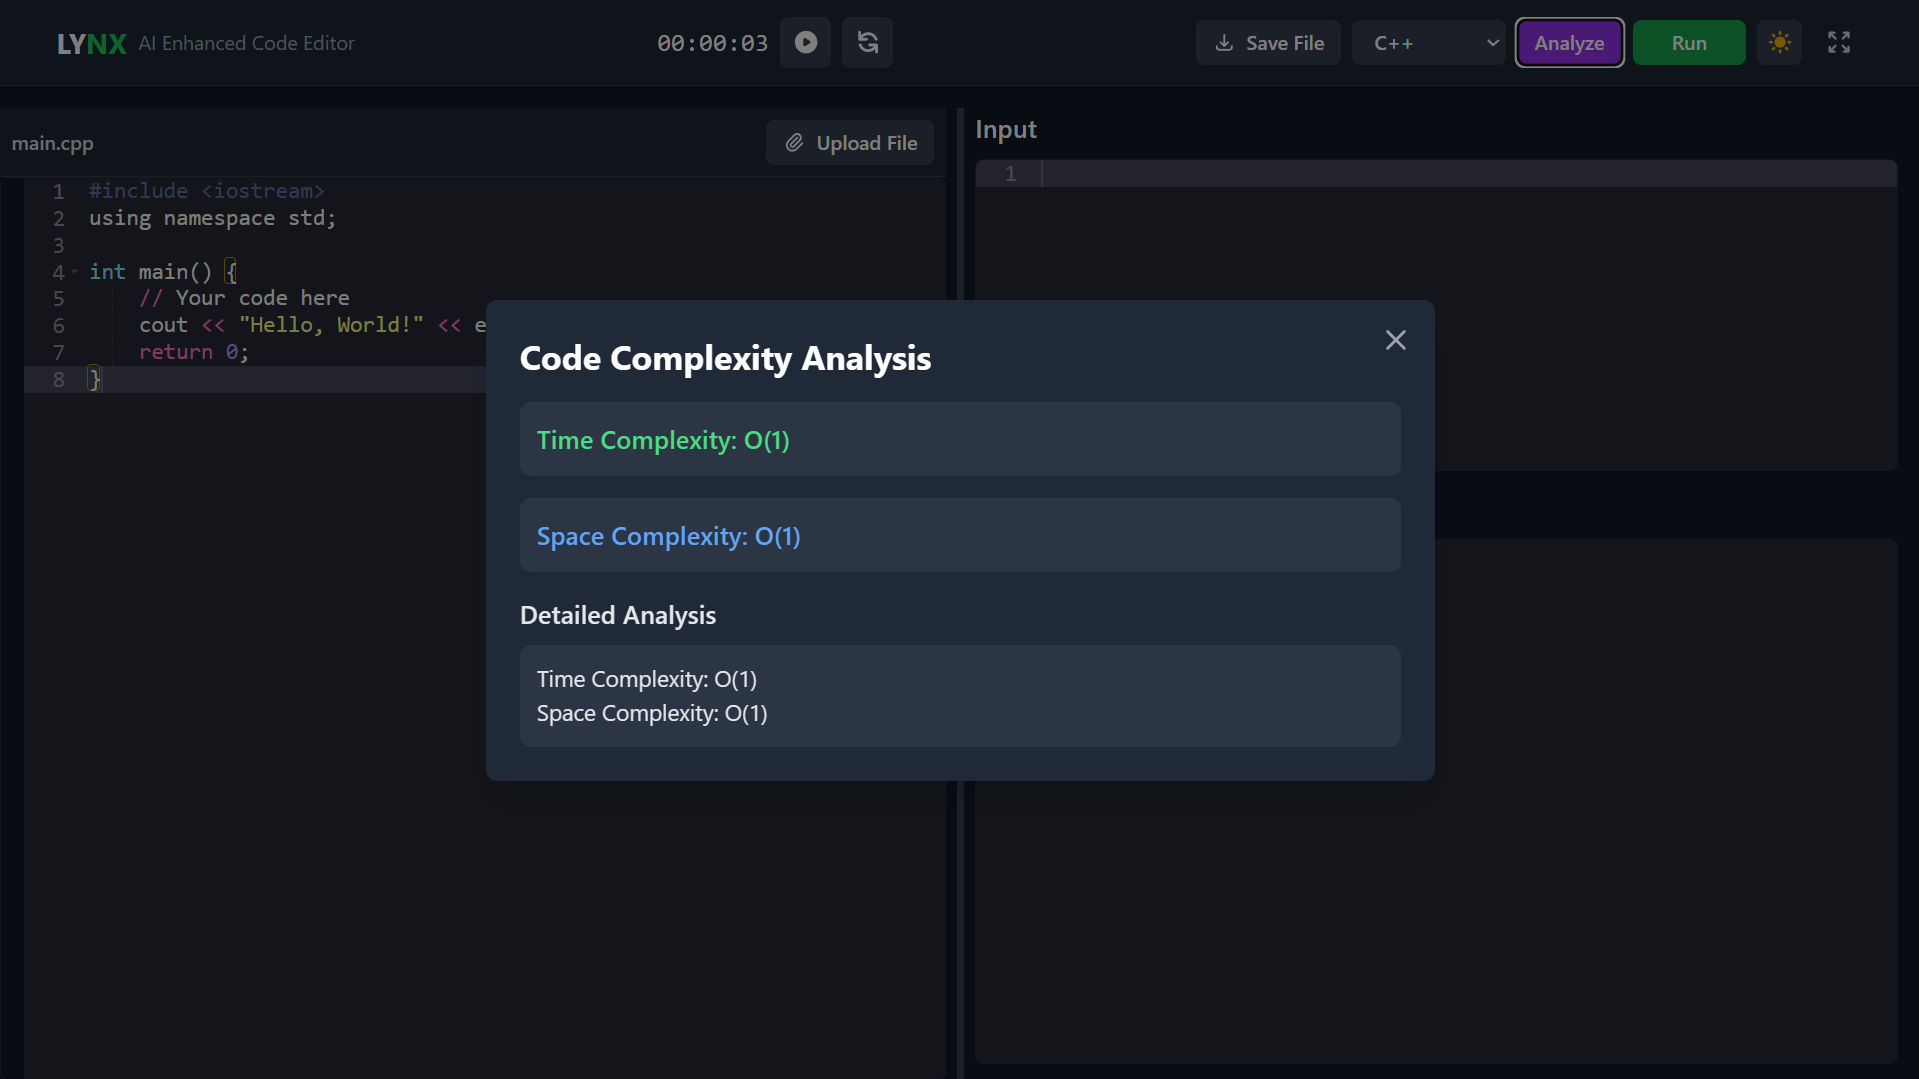 LYNX AI Enhanced Code Editor
00:00:03
Save File
C++
Analyze
Run
main.cpp
Upload File
1 #include <iostream>
2 using namespace std;
3
4 int main() {
5 // Your code here
6 cout << "Hello, World!" << e
7 return 0;
8 }
Input
1
Code Complexity Analysis
Time Complexity: O(1)
Space Complexity: O(1)
Detailed Analysis
Time Complexity: O(1)
Space Complexity: O(1)